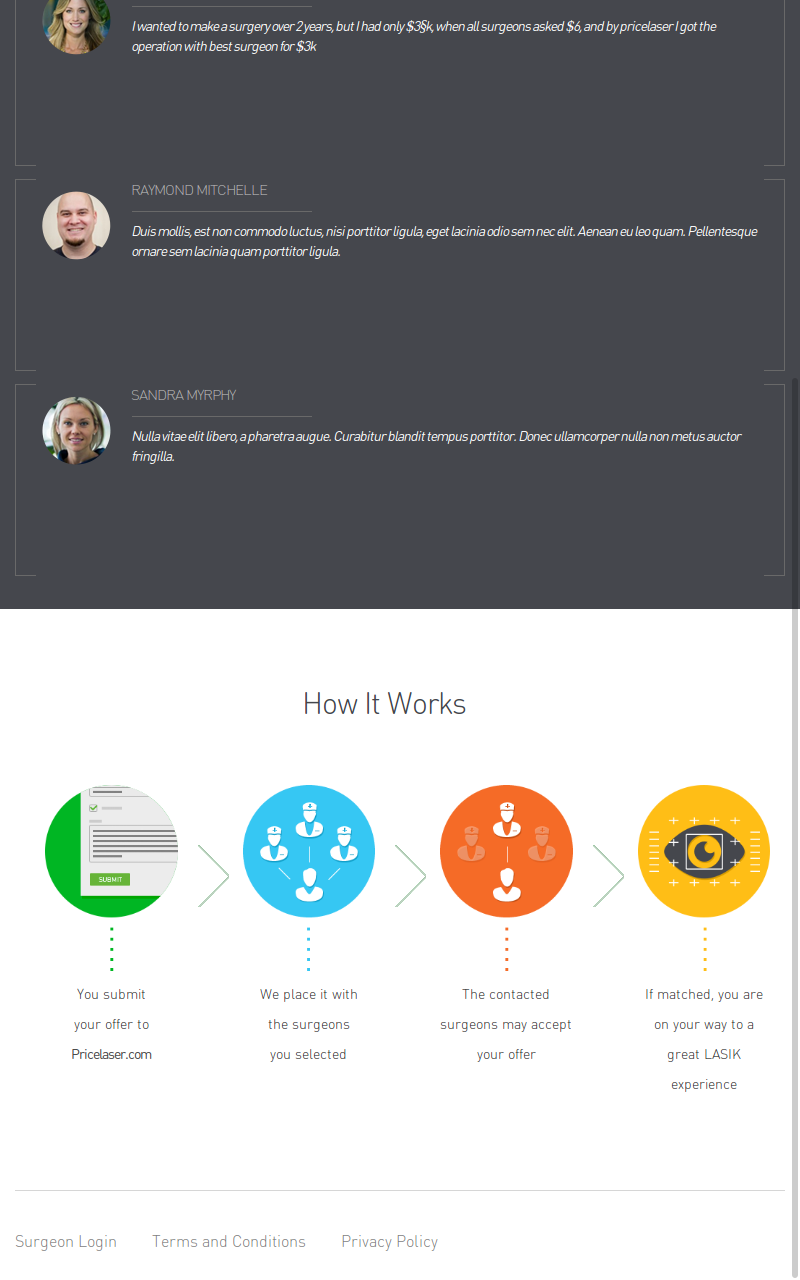 I wanted to make a surgery over 2 years, but I had only $3§k, when all surgeons asked $6, and by pricelaser I got the
operation with best surgeon for $3k
RAYMOND MITCHELLE
Duis mollis, est non commodo luctus, nisi porttitor ligula, eget lacinia odio sem nec elit. Aenean eu leo quam. Pellentesque
ornare sem lacinia quam porttitor ligula.
SANDRA MYRPHY
Nulla vitae elit libero, a pharetra augue. Curabitur blandit tempus porttitor. Donec ullamcorper nulla non metus auctor
fringilla.
How It Works
SUBMIT
You submit
your offer to
Pricelaser.com
We place it with
the surgeons
you selected
The contacted
surgeons may accept
your offer
If matched, you are
on your way to a
great LASIK
experience
Surgeon Login
Terms and Conditions
Privacy Policy